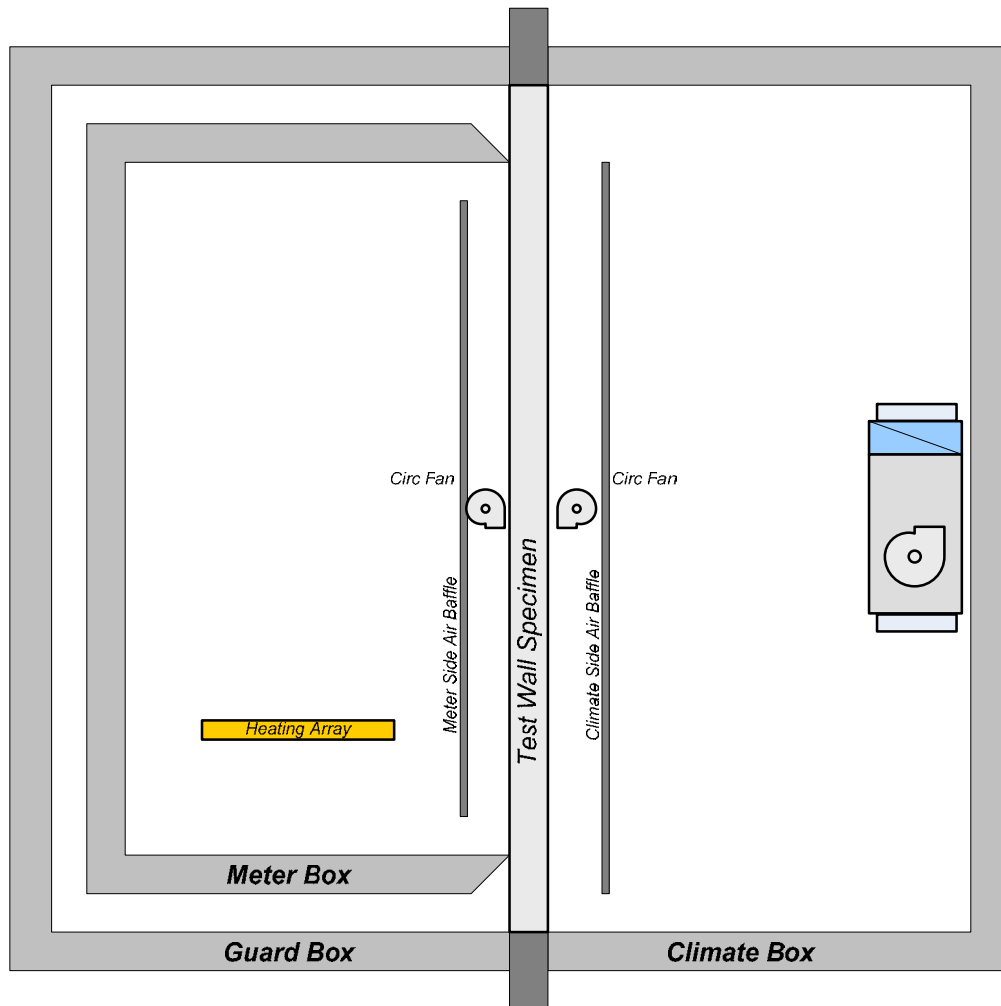 Circ Fan
Circ Fan
Meter Side Air Baffle
Test Wall Specimen
Climate Side Air Baffle
Heating Array
Meter Box
Guard Box
Climate Box